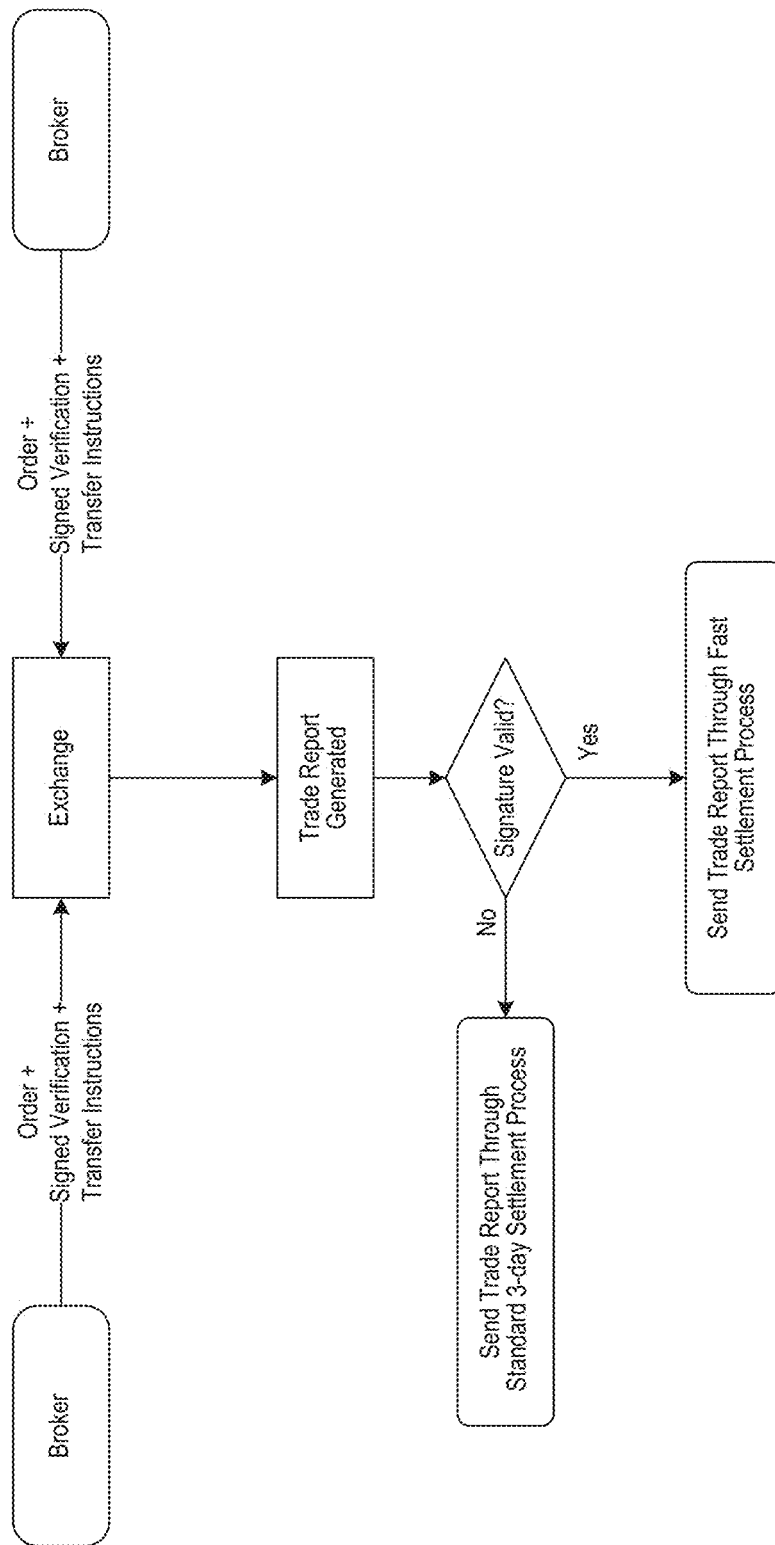 Broker
Order +
Signed Verification +
Transfer Instructions
Exchange
Order +
Signed Verification +
Transfer Instructions
Broker
Trade Report
Generated
Signature Valid?
No
Yes
Send Trade Report Through
Standard 3-day Settlement Process
Send Trade Report Through Fast
Settlement Process